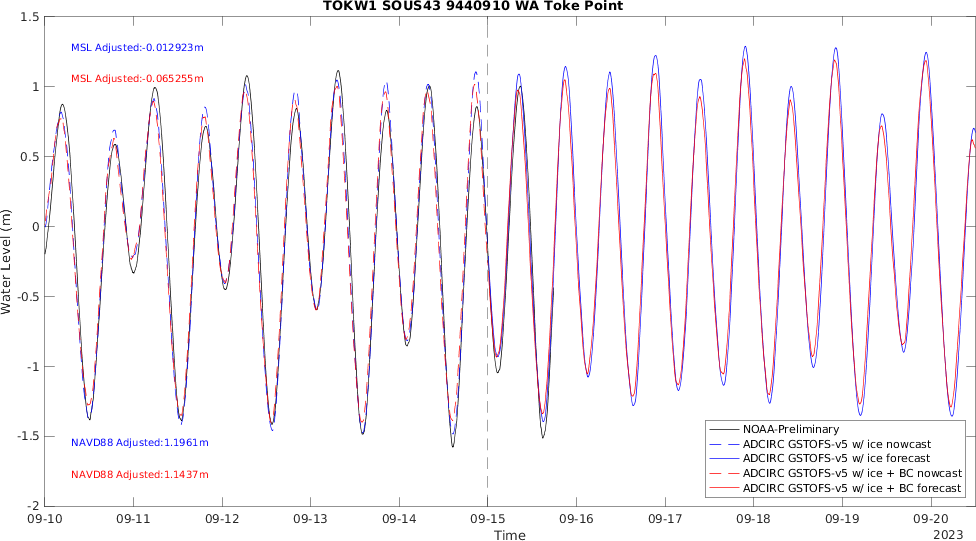 TOKW1 SOUS43 9440910 WA Toke Point
1.5
1
0.5
0
-0.5
-1
-1.5
-2
Water Level (m)
MSL Adjusted:-0.012923m
MSL Adjusted:-0.065255m
NAVD88 Adjusted:1.1961m
NAVD88 Adjusted:1.1437m
NOAA-Preliminary
ADCIRC GSTOFS-v5 w/ ice nowcast
ADCIRC GSTOFS-v5 w/ ice forecast
ADCIRC GSTOFS-v5 w/ ice + BC nowcast
ADCIRC GSTOFS-v5 w/ ice + BC forecast
09-10 09-11 09-12 09-13 09-14 09-15 09-16 09-17 09-18 09-19 09-20
Time
2023